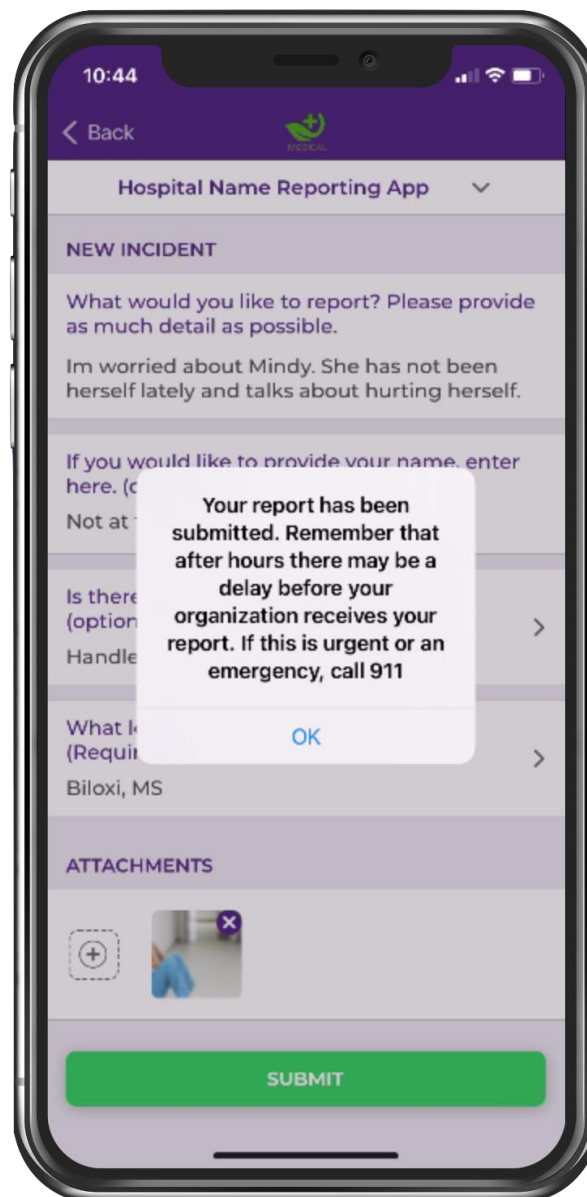 10:44
Back
MEDICAL
Hospital Name Reporting App
NEW INCIDENT
What would you like to report? Please provide
as much detail as possible.
Im worried about Mindy. She has not been
herself lately and talks about hurting herself.
If you would like to provide your name, enter
here.
Not at
Is there
Your report has been
submitted. Remember that
after hours there may be a
delay before your
organization receives your
report. If this is urgent or an
emergency, call 911
OK
What
Biloxi, MS
ATTACHMENTS
SUBMIT